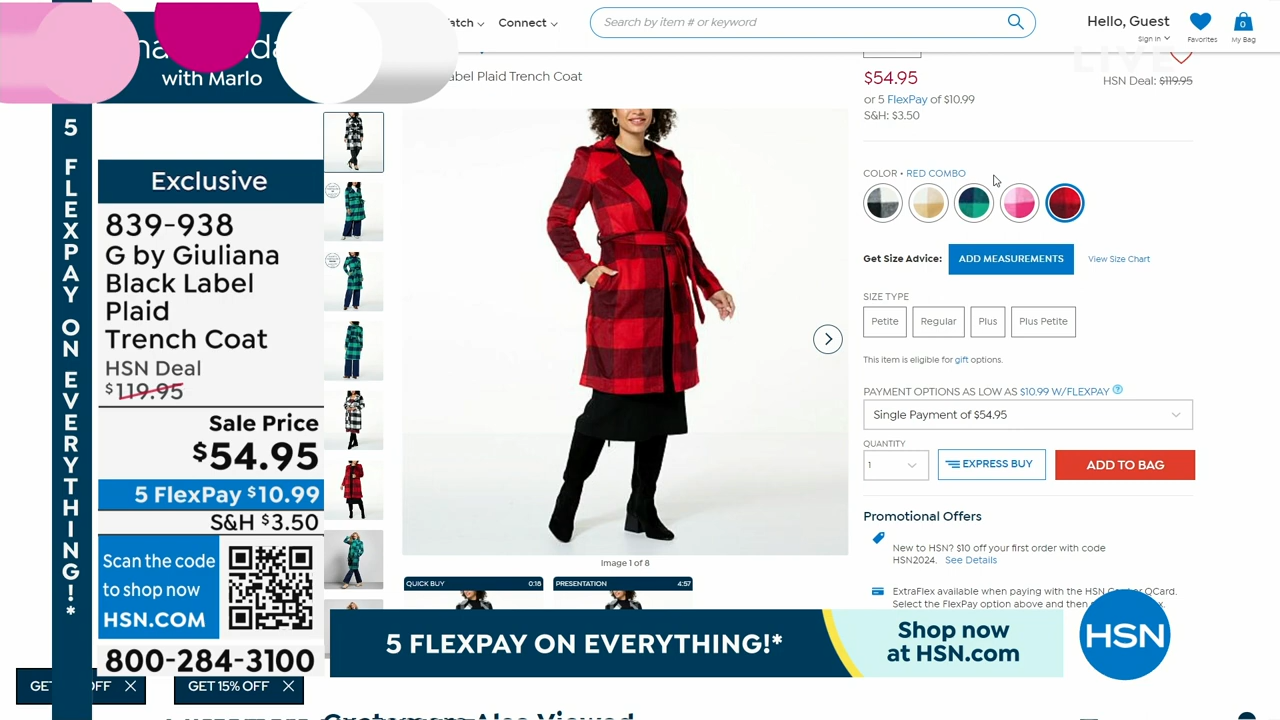 Connect
Search by item # or keyword
Hello, Guest
Sign in
Favorites
0
My Bag
with Marlo
LIVE
Plaid Trench Coat
$54.95
HSN Deal: $119.95
or 5 FlexPay of $10.99
S&H: $3.50
5 FLEXPAY ON EVERYTHING!*
Exclusive
839-938
G by Giuliana
Black Label
Plaid
Trench Coat
HSN Deal
$119.95
Sale Price
$54.95
5 FlexPay $10.99
S&H $3.50
Scan the code
to shop now
HSN.COM
800-284-3100
COLOR • RED COMBO
Get Size Advice:
ADD MEASUREMENTS
View Size Chart
SIZE TYPE
Petite
Regular
Plus
Plus Petite
This item is eligible for gift options.
PAYMENT OPTIONS AS LOW AS $10.99 W/FLEXPAY
Single Payment of $54.95
QUANTITY
1
EXPRESS BUY
ADD TO BAG
Promotional Offers
New to HSN? $10 off your first order with code
HSN2024. See Details
ExtraFlex available when paying with the HSN
Select the FlexPay option above and then
Image 1 of 8
QUICK BUY 0:18
PRESENTATION 4:57
5 FLEXPAY ON EVERYTHING!*
Shop now
at HSN.com
HSN
GET 15% OFF
Also Viewed